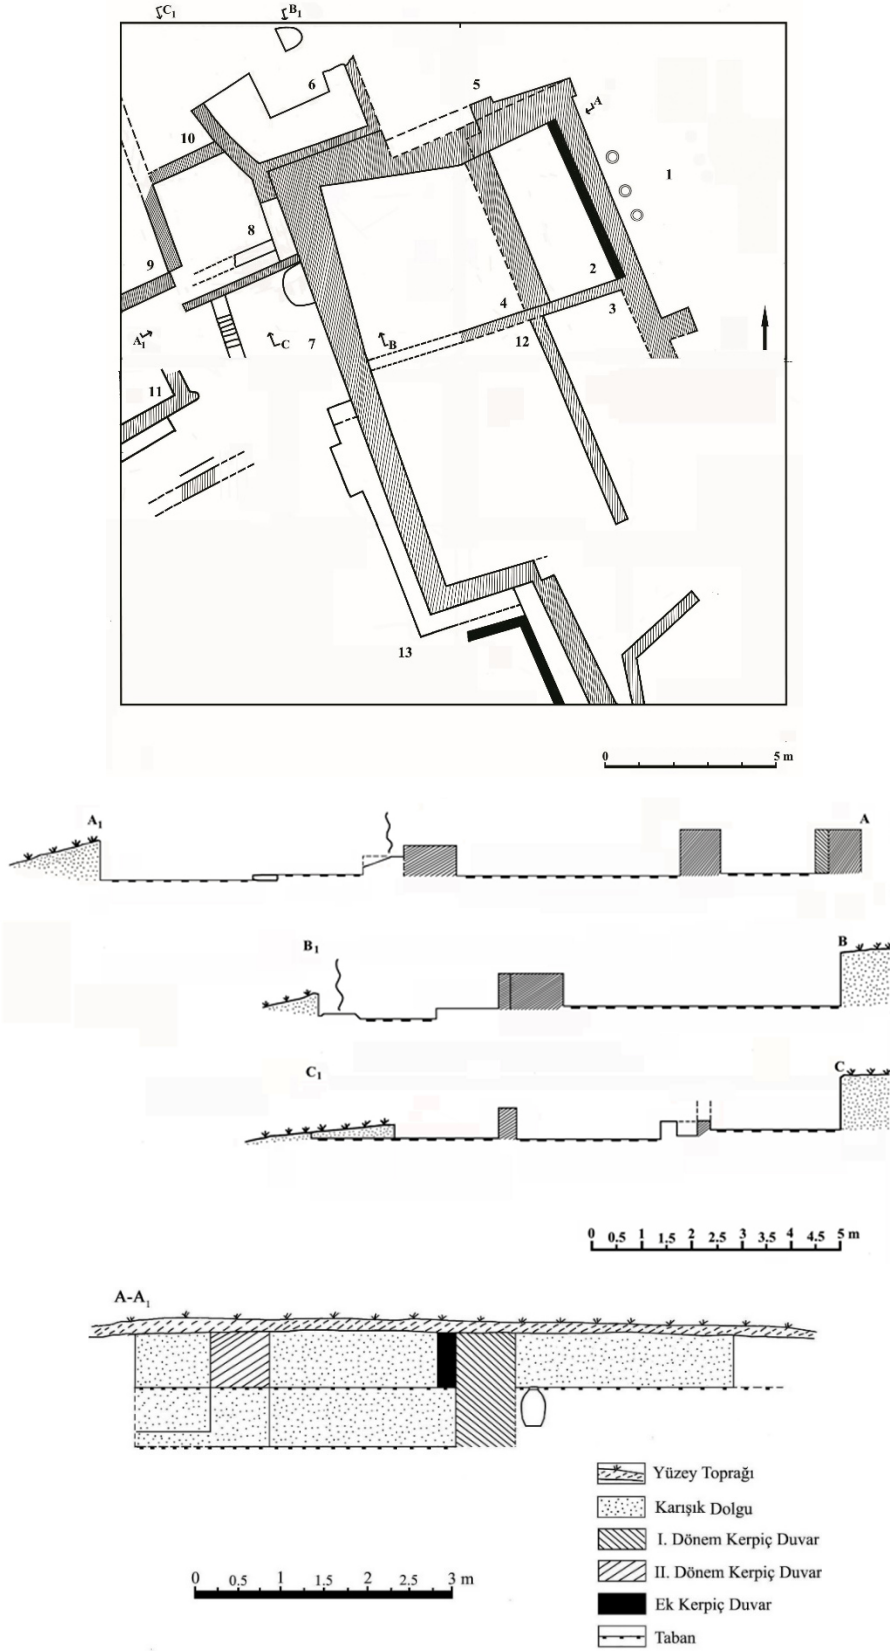 C1 B1
6 5 A
10 1
8
9 2
4 3
A1 C 7 B 12
11
13
0 5 m
A1 A
B1 B
C1 C
0 0.5 1 1.5 2 2.5 3 3.5 4 4.5 5 m
A-A1
Yüzey Toprağı
Karışık Dolgu
I. Dönem Kerpiç Duvar
II. Dönem Kerpiç Duvar
Ek Kerpiç Duvar
Taban
0 0.5 1 1.5 2 2.5 3 m